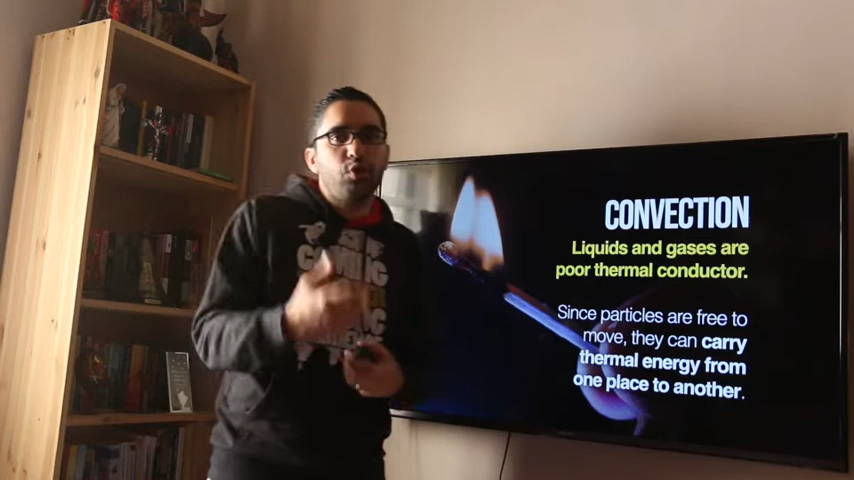 CONVECTION
Liquids and gases are
poor thermal conductor.
Since particles are free to
move, they can carry
thermal energy from
one place to another.